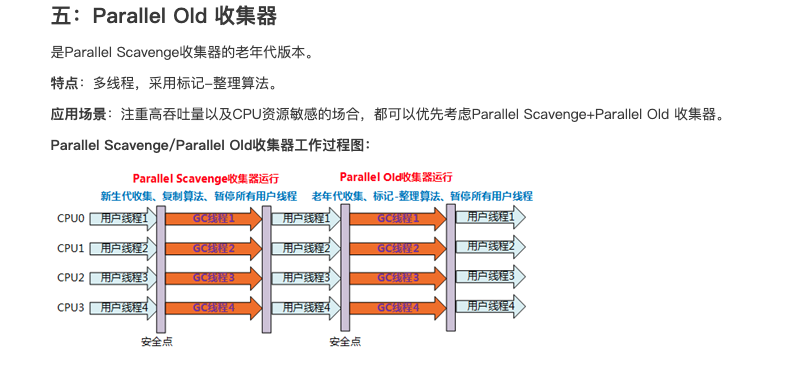 五：Parallel Old 收集器
是Parallel Scavenge收集器的老年代版本。
特点：多线程，采用标记-整理算法。
应用场景：注重高吞吐量以及CPU资源敏感的场合，都可以优先考虑Parallel Scavenge+Parallel Old 收集器。
Parallel Scavenge/Parallel Old收集器工作过程图：
Parallel Scavenge收集器运行 Parallel Old收集器运行
新生代收集、复制算法、暂停所有用户线程 老年代收集、标记-整理算法、暂停所有用户线程
CPU0 用户线程1 GC线程1 用户线程1 GC线程1 用户线程1
CPU1 用户线程2 GC线程2 用户线程2 GC线程2 用户线程2
CPU2 用户线程3 GC线程3 用户线程3 GC线程3 用户线程3
CPU3 用户线程4 GC线程4 用户线程4 GC线程4 用户线程4
安全点 安全点